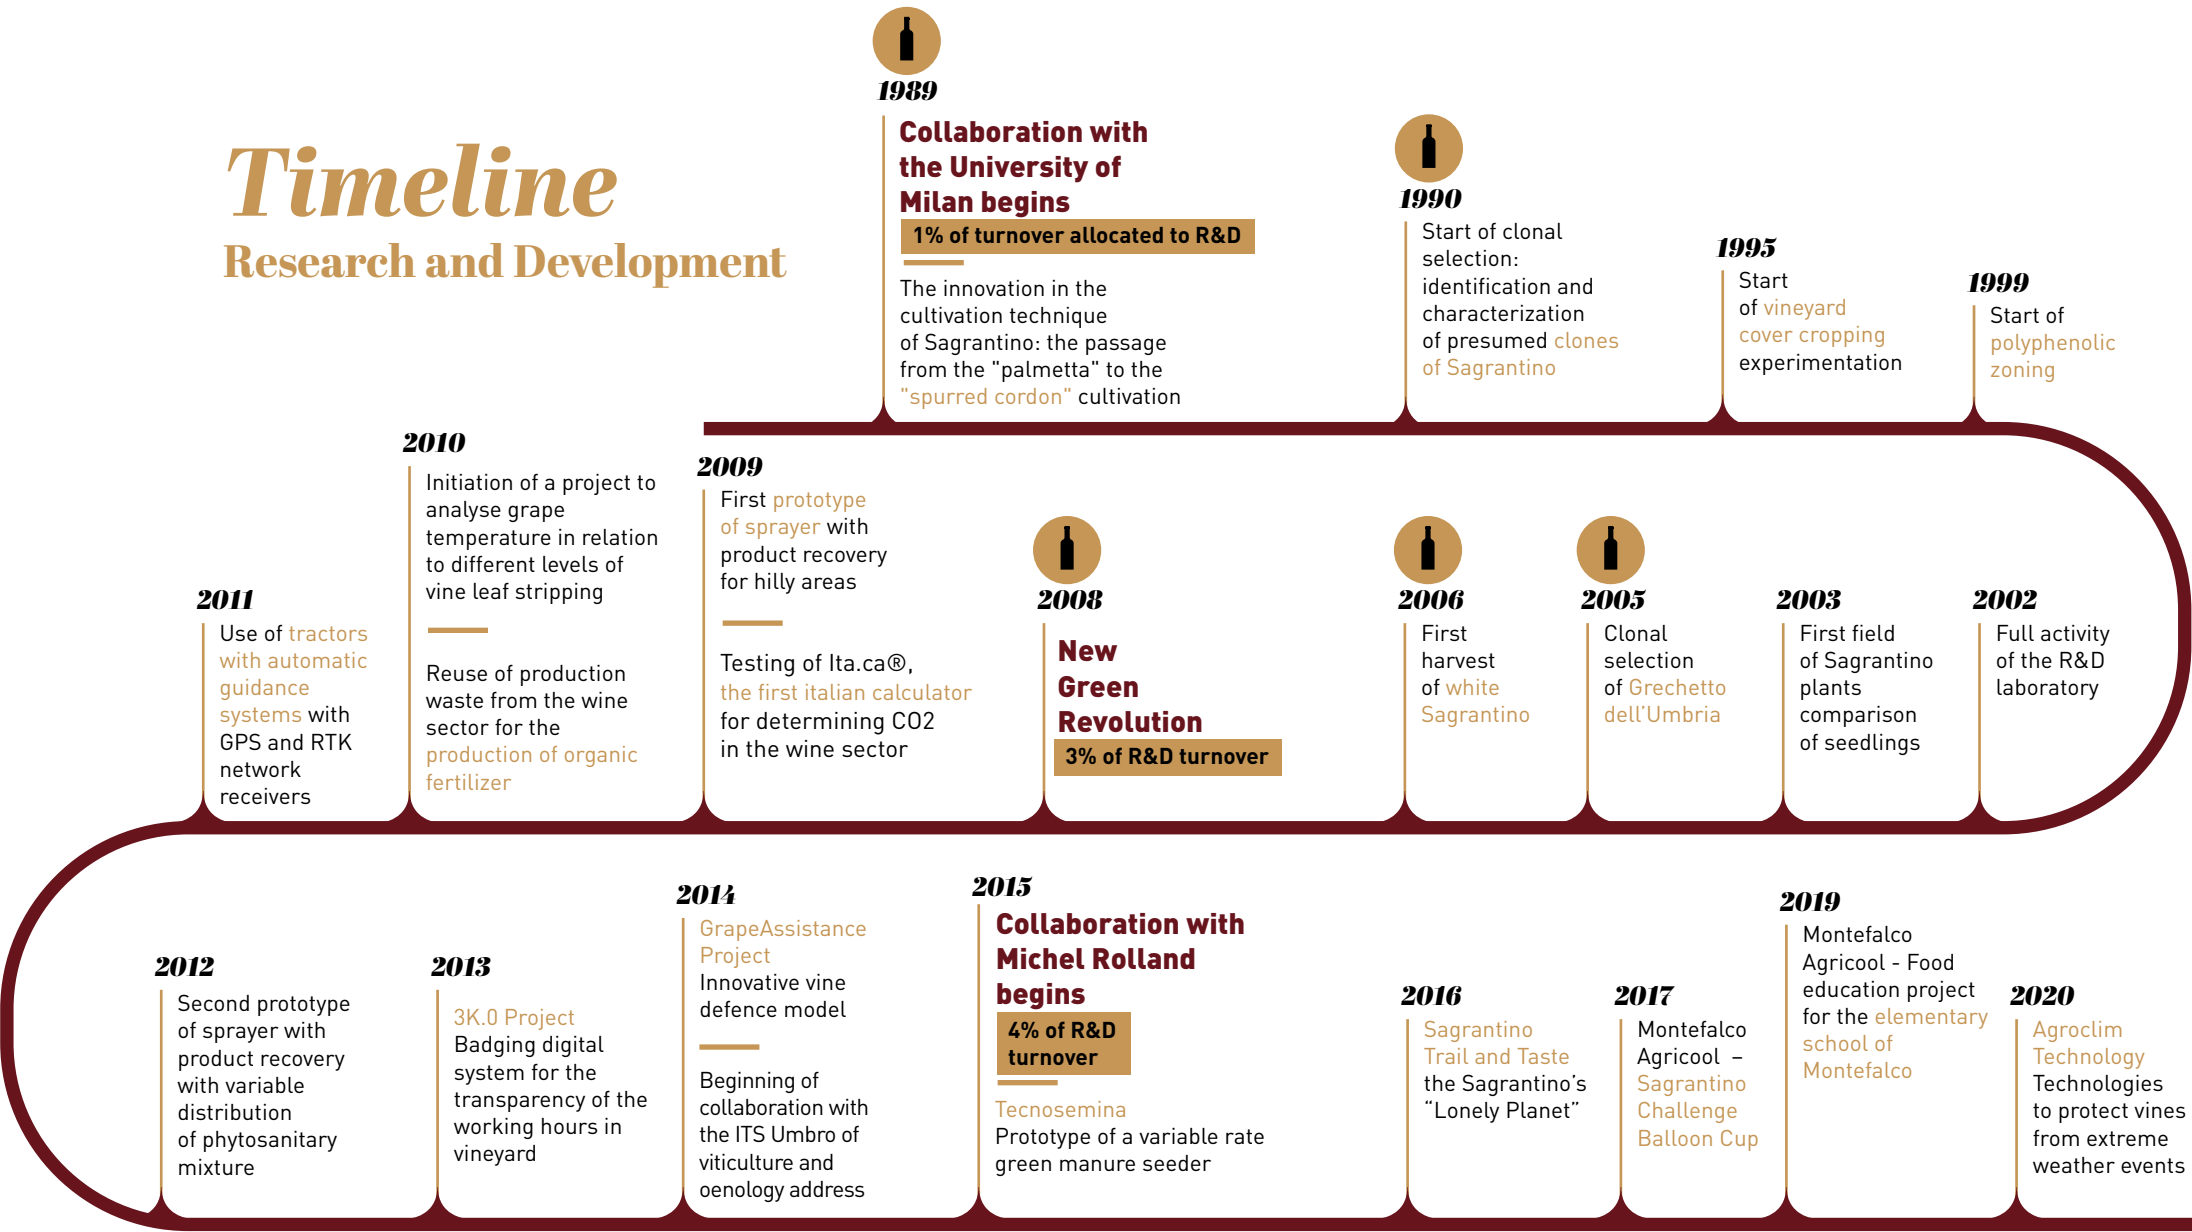 Timeline
Research and Development
1989
Collaboration with
the University of
Milan begins
1% of turnover allocated to R&D
The innovation in the
cultivation technique
of Sagrantino: the passage
from the "palmetta" to the
"spurred cordon" cultivation
1990
Start of clonal
selection:
identification and
characterization
of presumed clones
of Sagrantino
1995
Start
of vineyard
cover cropping
experimentation
1999
Start of
polyphenolic
zoning
2002
Full activity
of the R&D
laboratory
2003
First field
of Sagrantino
plants
comparison
of seedlings
2005
Clonal
selection
of Grechetto
dell’Umbria
2006
First
harvest
of white
Sagrantino
2008
New
Green
Revolution
3% of R&D turnover
2009
First prototype
of sprayer with
product recovery
for hilly areas
Testing of Ita.ca®,
the first italian calculator
for determining CO2
in the wine sector
2010
Initiation of a project to
analyse grape
temperature in relation
to different levels of
vine leaf stripping
Reuse of production
waste from the wine
sector for the
production of organic
fertilizer
2011
Use of tractors
with automatic
guidance
systems with
GPS and RTK
network
receivers
2012
Second prototype
of sprayer with
product recovery
with variable
distribution
of phytosanitary
mixture
2013
3K.0 Project
Badging digital
system for the
transparency of the
working hours in
vineyard
2014
GrapeAssistance
Project
Innovative vine
defence model
Beginning of
collaboration with
the ITS Umbro of
viticulture and
oenology address
2015
Collaboration with
Michel Rolland
begins
4% of R&D
turnover
Tecnosemina
Prototype of a variable rate
green manure seeder
2016
Sagrantino
Trail and Taste
the Sagrantino’s
“Lonely Planet”
2017
Montefalco
Agricool –
Sagrantino
Challenge
Balloon Cup
2019
Montefalco
Agricool - Food
education project
for the elementary
school of
Montefalco
2020
Agroclim
Technology
Technologies
to protect vines
from extreme
weather events